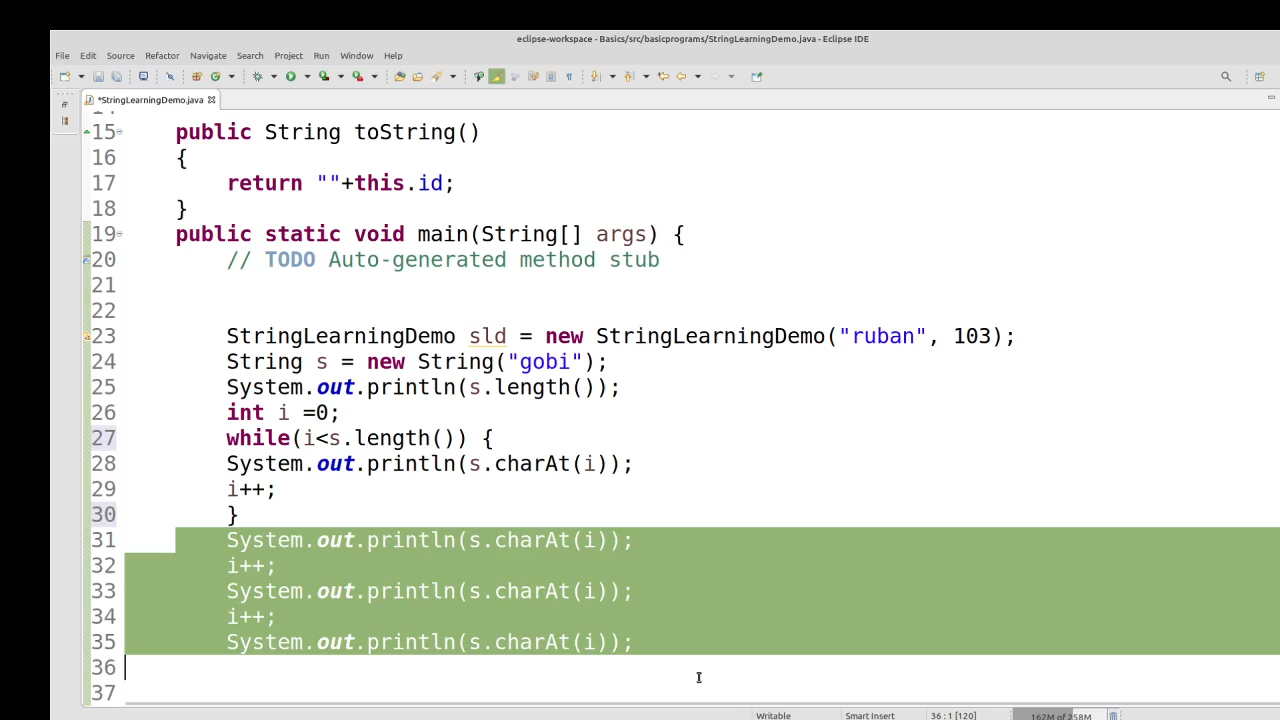 eclipse-workspace - Basics/src/basicprograms/StringLearningDemo.java - Eclipse IDE
File Edit Source Refactor Navigate Search Project Run Window Help
*StringLearningDemo.java
15 public String toString()
16 {
17 return ""+this.id;
18 }
19 public static void main(String[] args) {
20 // TODO Auto-generated method stub
21
22
23 StringLearningDemo sld = new StringLearningDemo("ruban", 103);
24 String s = new String("gobi");
25 System.out.println(s.length());
26 int i =0;
27 while(i<s.length()) {
28 System.out.println(s.charAt(i));
29 i++;
30 }
31 System.out.println(s.charAt(i));
32 i++;
33 System.out.println(s.charAt(i));
34 i++;
35 System.out.println(s.charAt(i));
36
37
Writable Smart Insert 36 : 1 [120] 162M of 258M